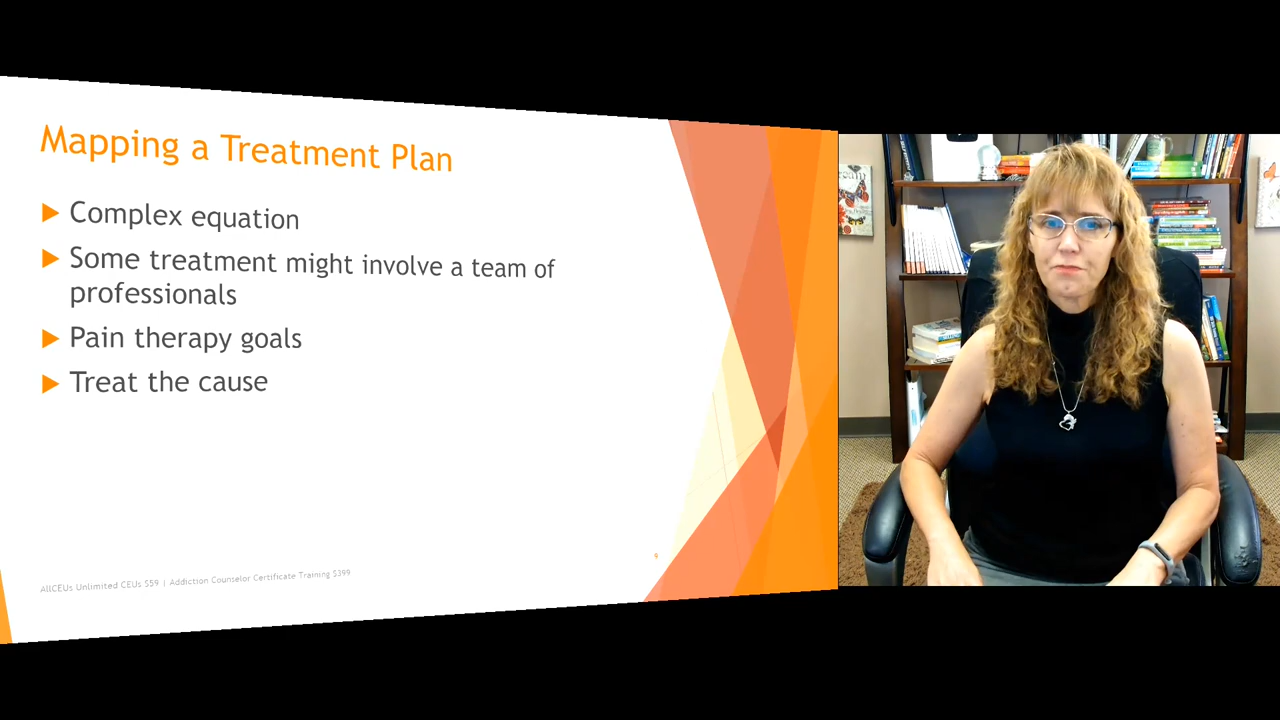 Mapping a Treatment Plan
Complex equation
Some treatment might involve a team of
professionals
Pain therapy goals
Treat the cause
AllCEUs Unlimited CEUs $59 | Addiction Counselor Certificate Training $399